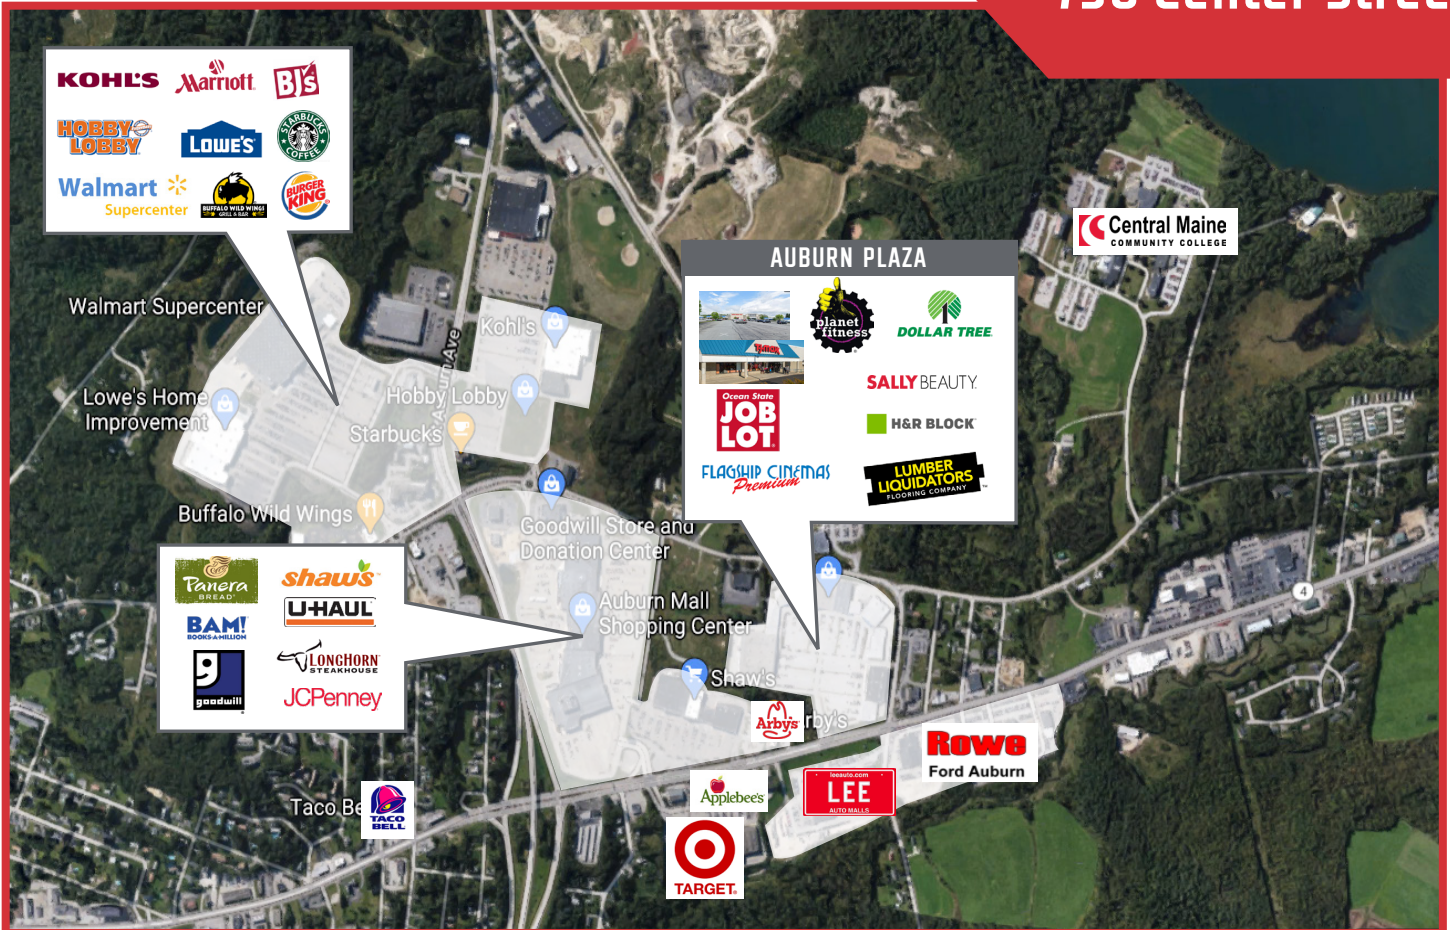 KOHL'S
Marriott
BJ's
HOBBY
LOBBY
LOWE'S
STARBUCKS
COFFEE
Walmart
Supercenter
BUFFALO WILD WINGS
GRILL & BAR
BURGER
KING
Central Maine
COMMUNITY COLLEGE
AUBURN PLAZA
planet
fitness
DOLLAR TREE
SALLY BEAUTY
Ocean State
JOB
LOT
H&R BLOCK
FLAGSHIP CINEMAS
Premium
LUMBER
LIQUIDATORS
FLOORING COMPANY
Walmart Supercenter
Kohl's
Lowe's Home
Improvement
Hobby Lobby
Starbucks
Buffalo Wild Wings
Goodwill Store and
Donation Center
Panera
BREAD
shaw's
U-HAUL
BAM!
BOOKS-A-MILLION
LONGHORN
STEAKHOUSE
goodwill
JCPenney
Auburn Mall
Shopping Center
4
Shaw's
Arby's
Rowe
Ford Auburn
Applebee's
leeauto.com
LEE
AUTO MALLS
Taco
TACO
BELL
TARGET